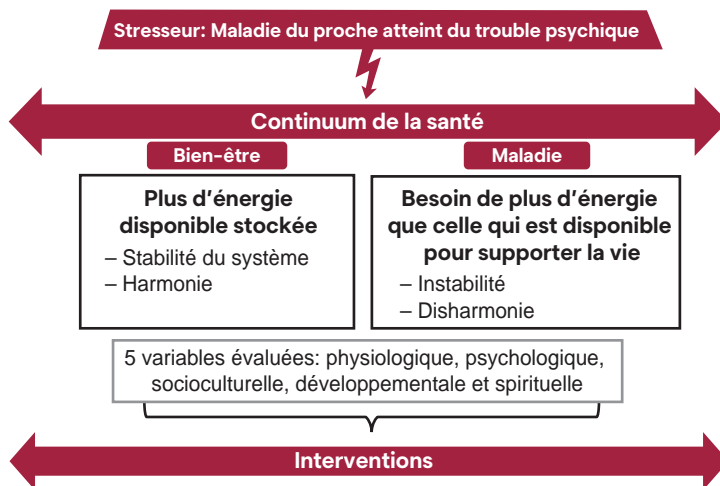 Stresseur: Maladie du proche atteint du trouble psychique
Continuum de la santé
Bien-être
Maladie
Plus d’énergie
disponible stockée
– Stabilité du système
– Harmonie
Besoin de plus d’énergie
que celle qui est disponible
pour supporter la vie
– Instabilité
– Disharmonie
5 variables évaluées: physiologique, psychologique,
socioculturelle, développementale et spirituelle
Interventions